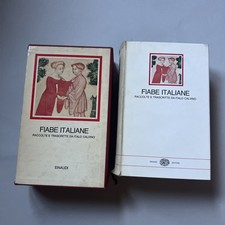 FIABE ITALIANE
RACCOLTE E TRASCRITTE DA ITALO CALVINO
EINAUDI
FIABE ITALIANE
RACCOLTE E TRASCRITTE DA ITALO CALVINO